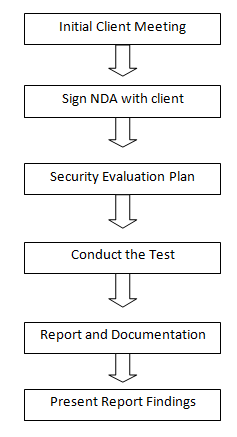 Initial Client Meeting
Sign NDA with client
Security Evaluation Plan
Conduct the Test
Report and Documentation
Present Report Findings